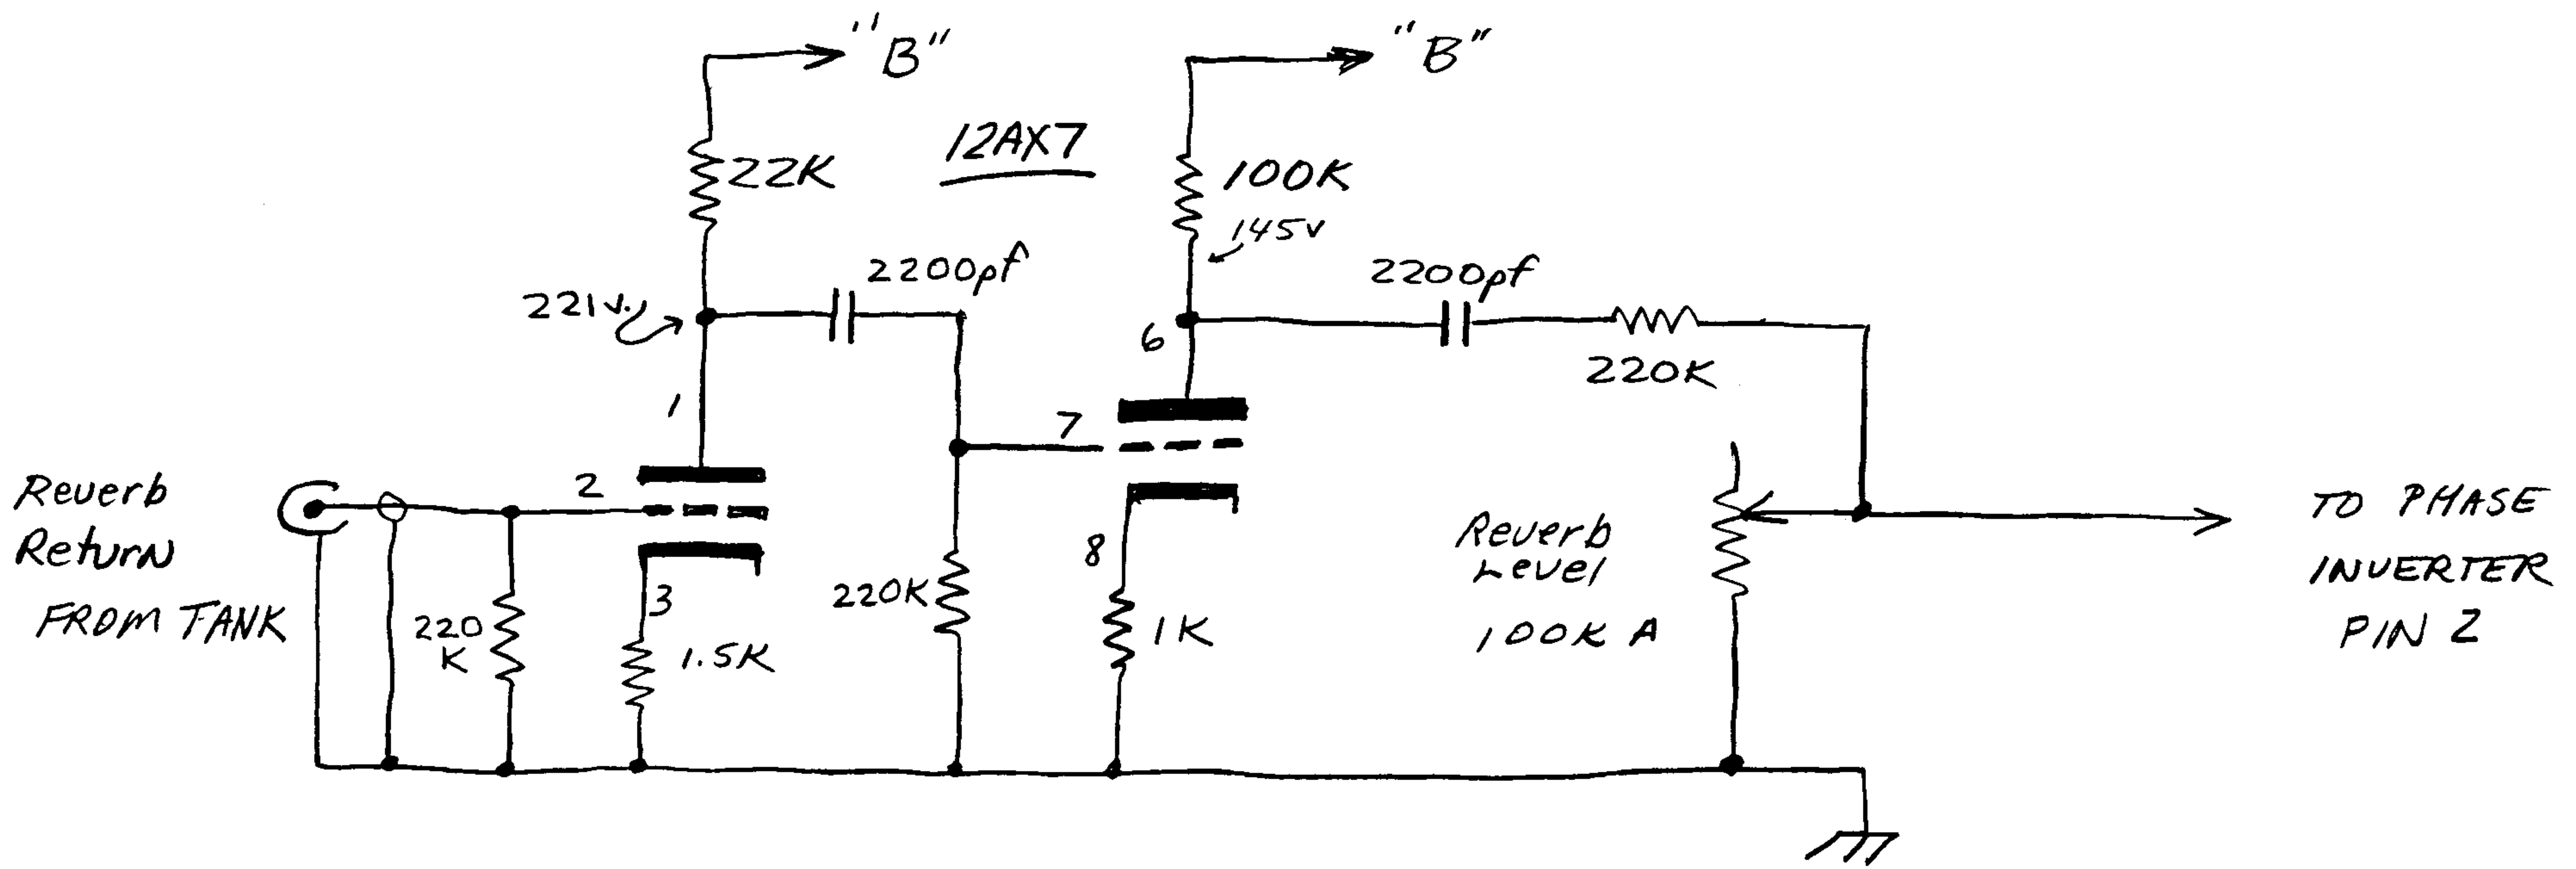 "B"
"B"
12AX7
22K
100K
145v
2200pf
2200pf
221v.
6
220K
1
7
Reverb
Return
FROM TANK
2
8
Reverb
Level
100K A
TO PHASE
INVERTER
PIN 2
3
220K
220
K
1.5K
1K